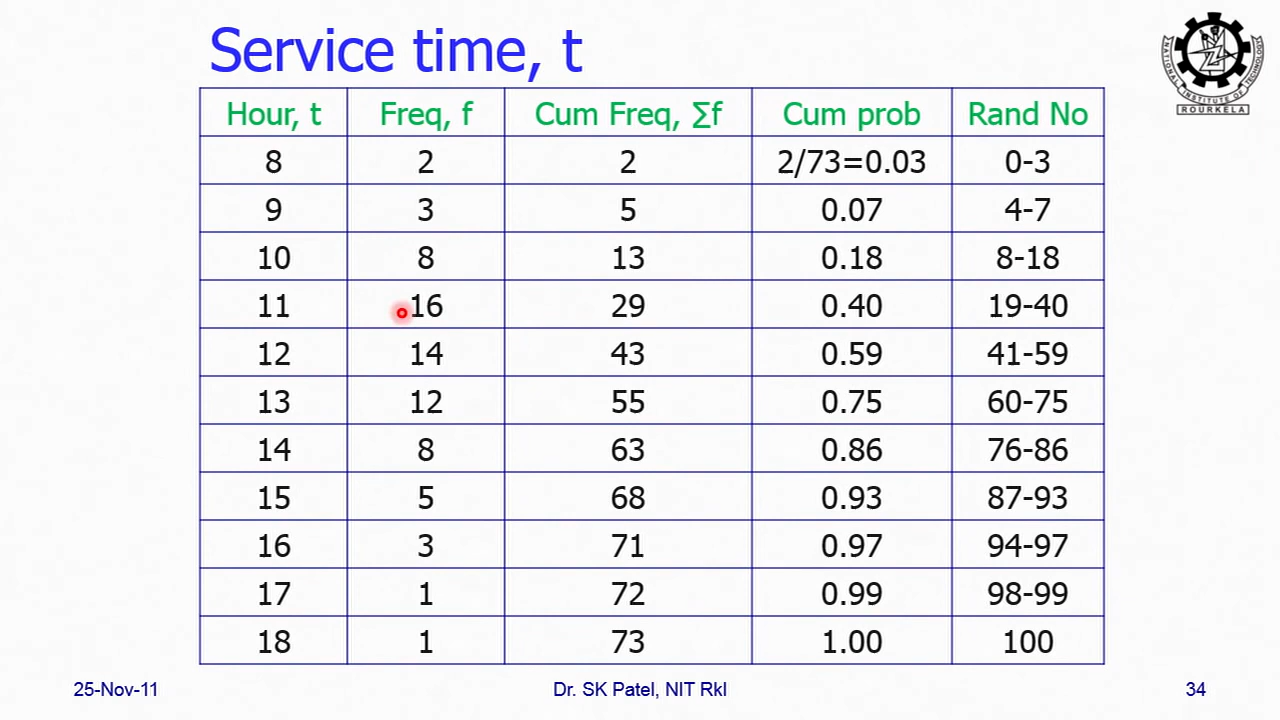 Service time, t
NATIONAL INSTITUTE OF TECHNOLOGY
ROURKELA
Hour, t Freq, f Cum Freq, ∑f Cum prob Rand No
8 2 2 2/73=0.03 0-3
9 3 5 0.07 4-7
10 8 13 0.18 8-18
11 16 29 0.40 19-40
12 14 43 0.59 41-59
13 12 55 0.75 60-75
14 8 63 0.86 76-86
15 5 68 0.93 87-93
16 3 71 0.97 94-97
17 1 72 0.99 98-99
18 1 73 1.00 100
25-Nov-11 Dr. SK Patel, NIT Rkl 34